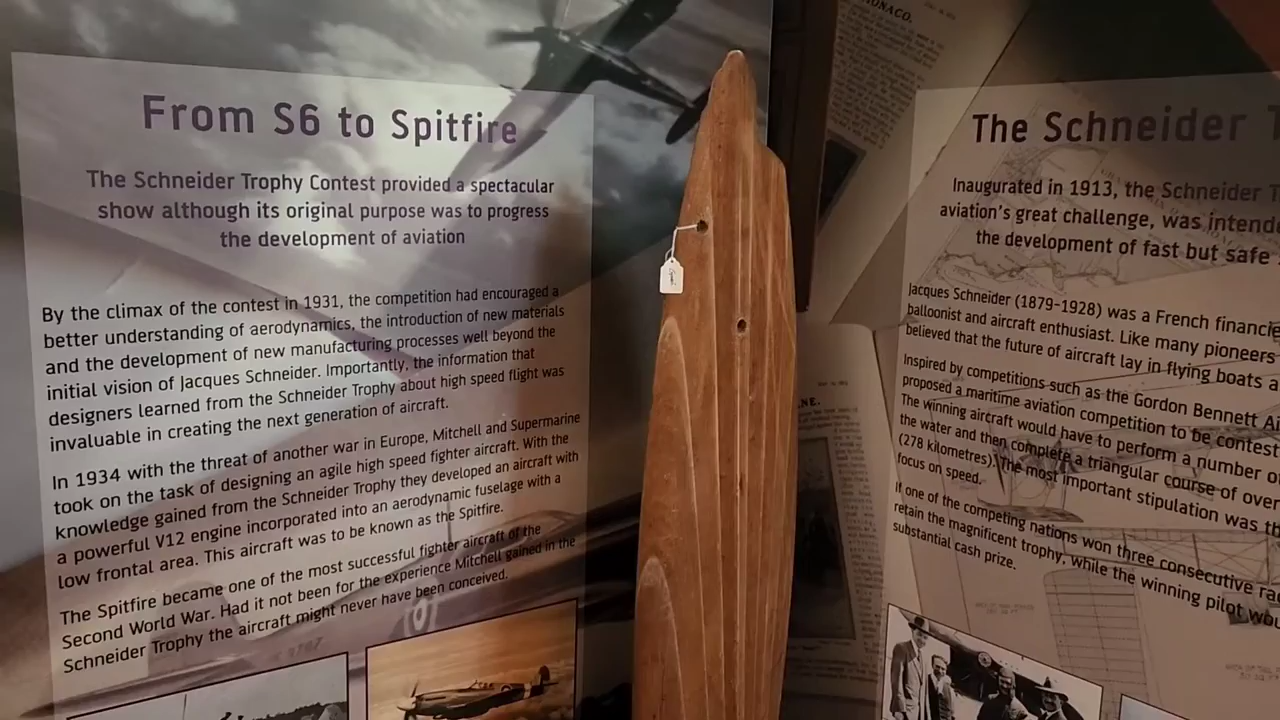 From S6 to Spitfire
The Schneider Trophy Contest provided a spectacular
show although its original purpose was to progress
the development of aviation
By the climax of the contest in 1931, the competition had encouraged a
better understanding of aerodynamics, the introduction of new materials
and the development of new manufacturing processes well beyond the
initial vision of Jacques Schneider. Importantly, the information that
designers learned from the Schneider Trophy about high speed flight was
invaluable in creating the next generation of aircraft.
In 1934 with the threat of another war in Europe, Mitchell and Supermarine
took on the task of designing an agile high speed fighter aircraft. With the
knowledge gained from the Schneider Trophy they developed an aircraft with
a powerful V12 engine incorporated into an aerodynamic fuselage with a
low frontal area. This aircraft was to be known as the Spitfire.
The Spitfire became one of the most successful fighter aircraft of the
Second World War. Had it not been for the experience Mitchell gained in the
Schneider Trophy the aircraft might never have been conceived.
MONACO.
The Schneider
Inaugurated in 1913, the Schneider
aviation's great challenge, was
the development of fast but safe
Jacques Schneider (1879-1928) was a French
balloonist and aircraft enthusiast. Like many pioneers
believed that the future of aircraft lay in flying boats
Inspired by competitions such as the Gordon Bennett
proposed a maritime aviation competition to be
The winning aircraft would have to perform a number
the water and then complete a triangular course of over
(278 kilometres). The most important stipulation was
focus on speed.
If one of the competing nations won three consecutive
retain the magnificent trophy, while the winning pilot
substantial cash prize.